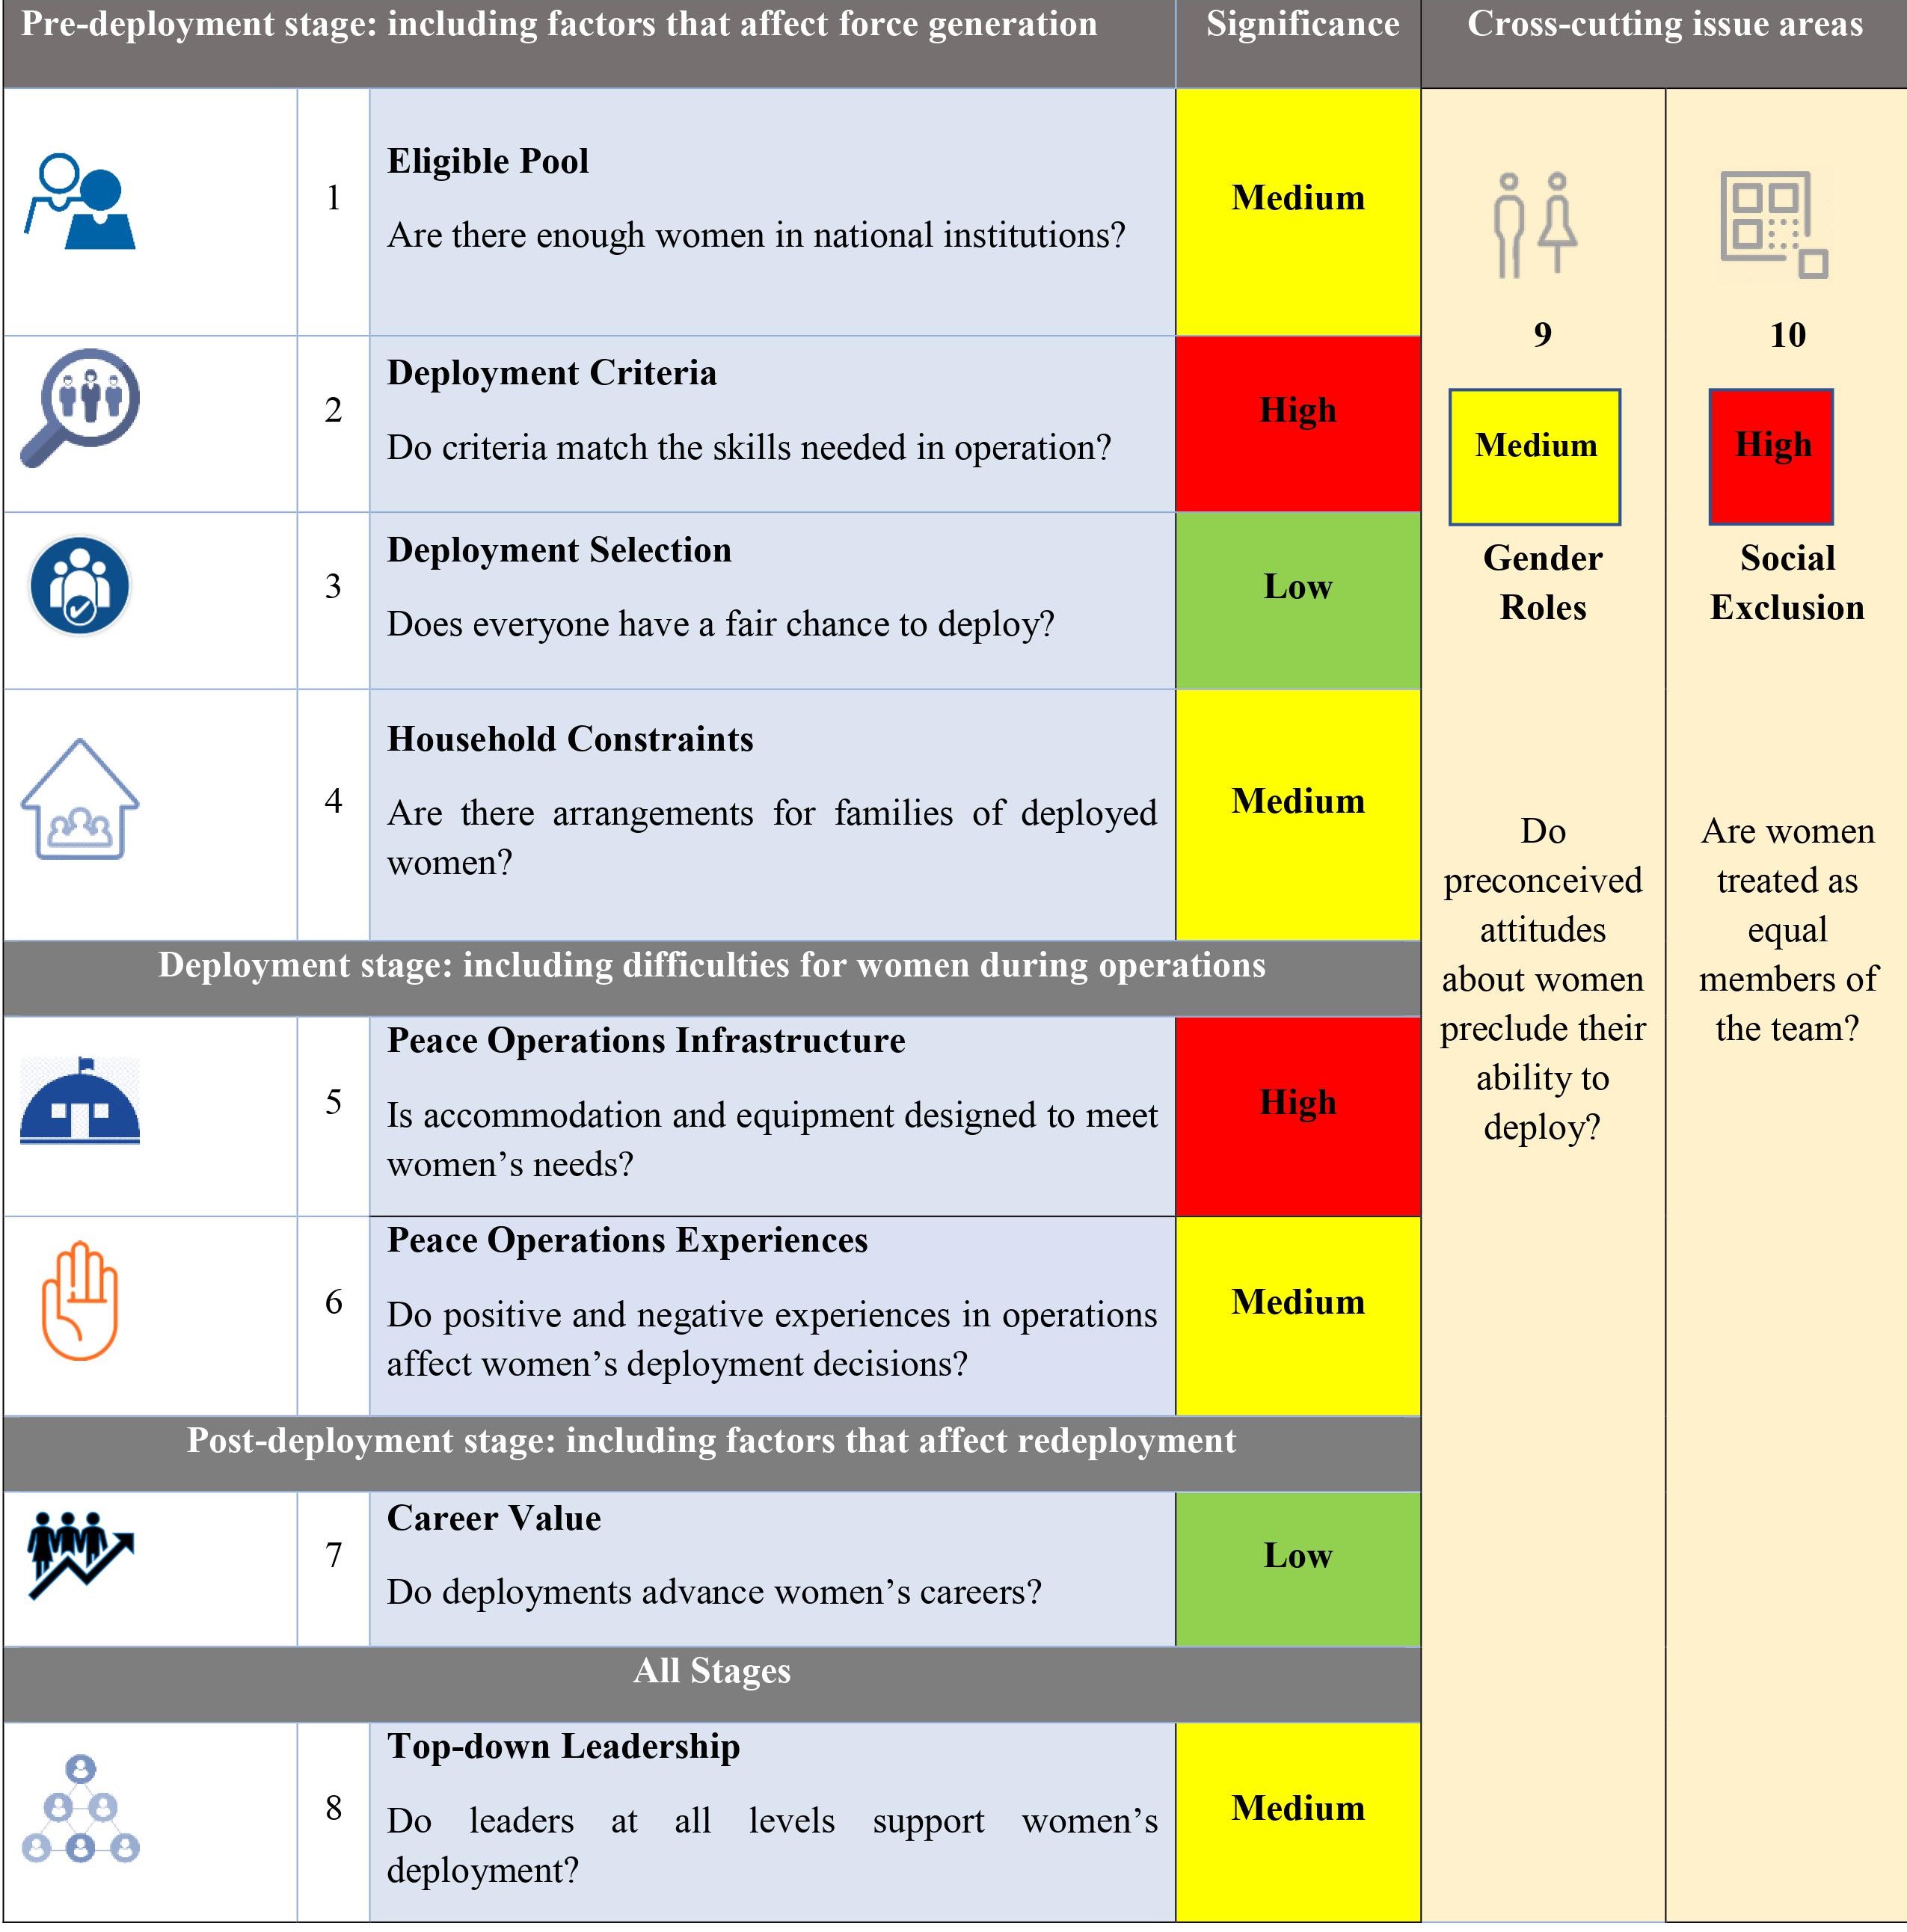 Pre-deployment stage: including factors that affect force generation
Significance
Cross-cutting issue areas
1
Eligible Pool
Are there enough women in national institutions?
Medium
2
Deployment Criteria
Do criteria match the skills needed in operation?
High
3
Deployment Selection
Does everyone have a fair chance to deploy?
Low
4
Household Constraints
Are there arrangements for families of deployed
women?
Medium
Deployment stage: including difficulties for women during operations
5
Peace Operations Infrastructure
Is accommodation and equipment designed to meet
women’s needs?
High
6
Peace Operations Experiences
Do positive and negative experiences in operations
affect women’s deployment decisions?
Medium
Post-deployment stage: including factors that affect redeployment
7
Career Value
Do deployments advance women’s careers?
Low
All Stages
8
Top-down Leadership
Do leaders at all levels support women’s
deployment?
Medium
9
Medium
Gender
Roles
Do
preconceived
attitudes
about women
preclude their
ability to
deploy?
10
High
Social
Exclusion
Are women
treated as
equal
members of
the team?